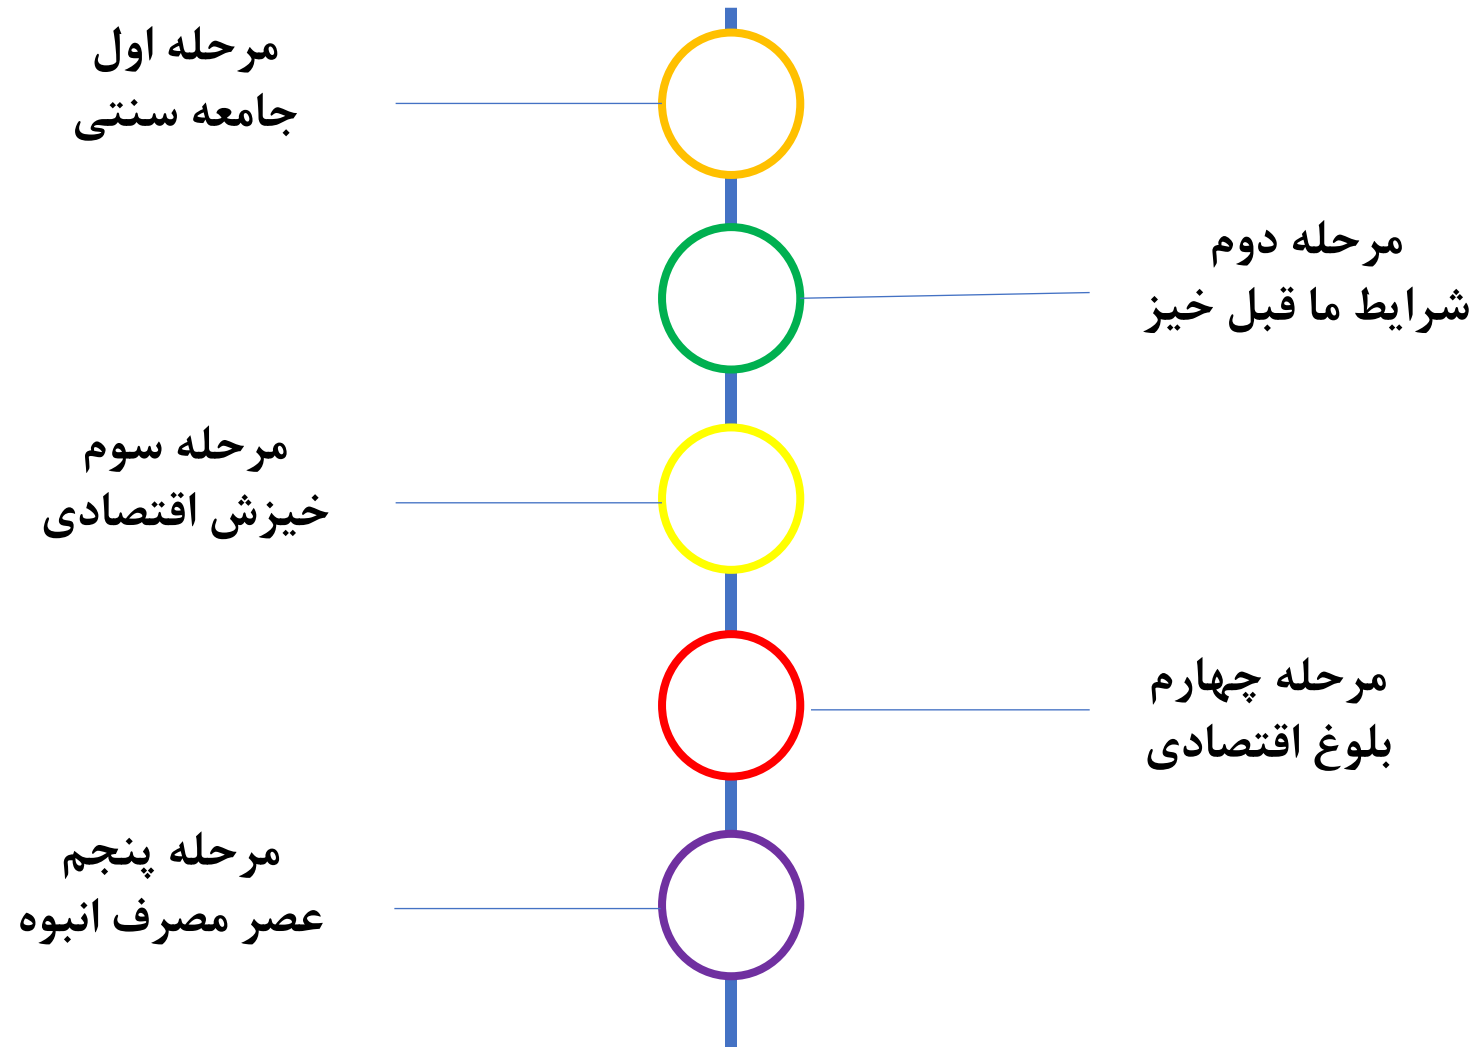 مرحله اول
جامعه سنتی
مرحله دوم
شرایط ما قبل خیز
مرحله سوم
خیزش اقتصادی
مرحله چهارم
بلوغ اقتصادی
مرحله پنجم
عصر مصرف انبوه